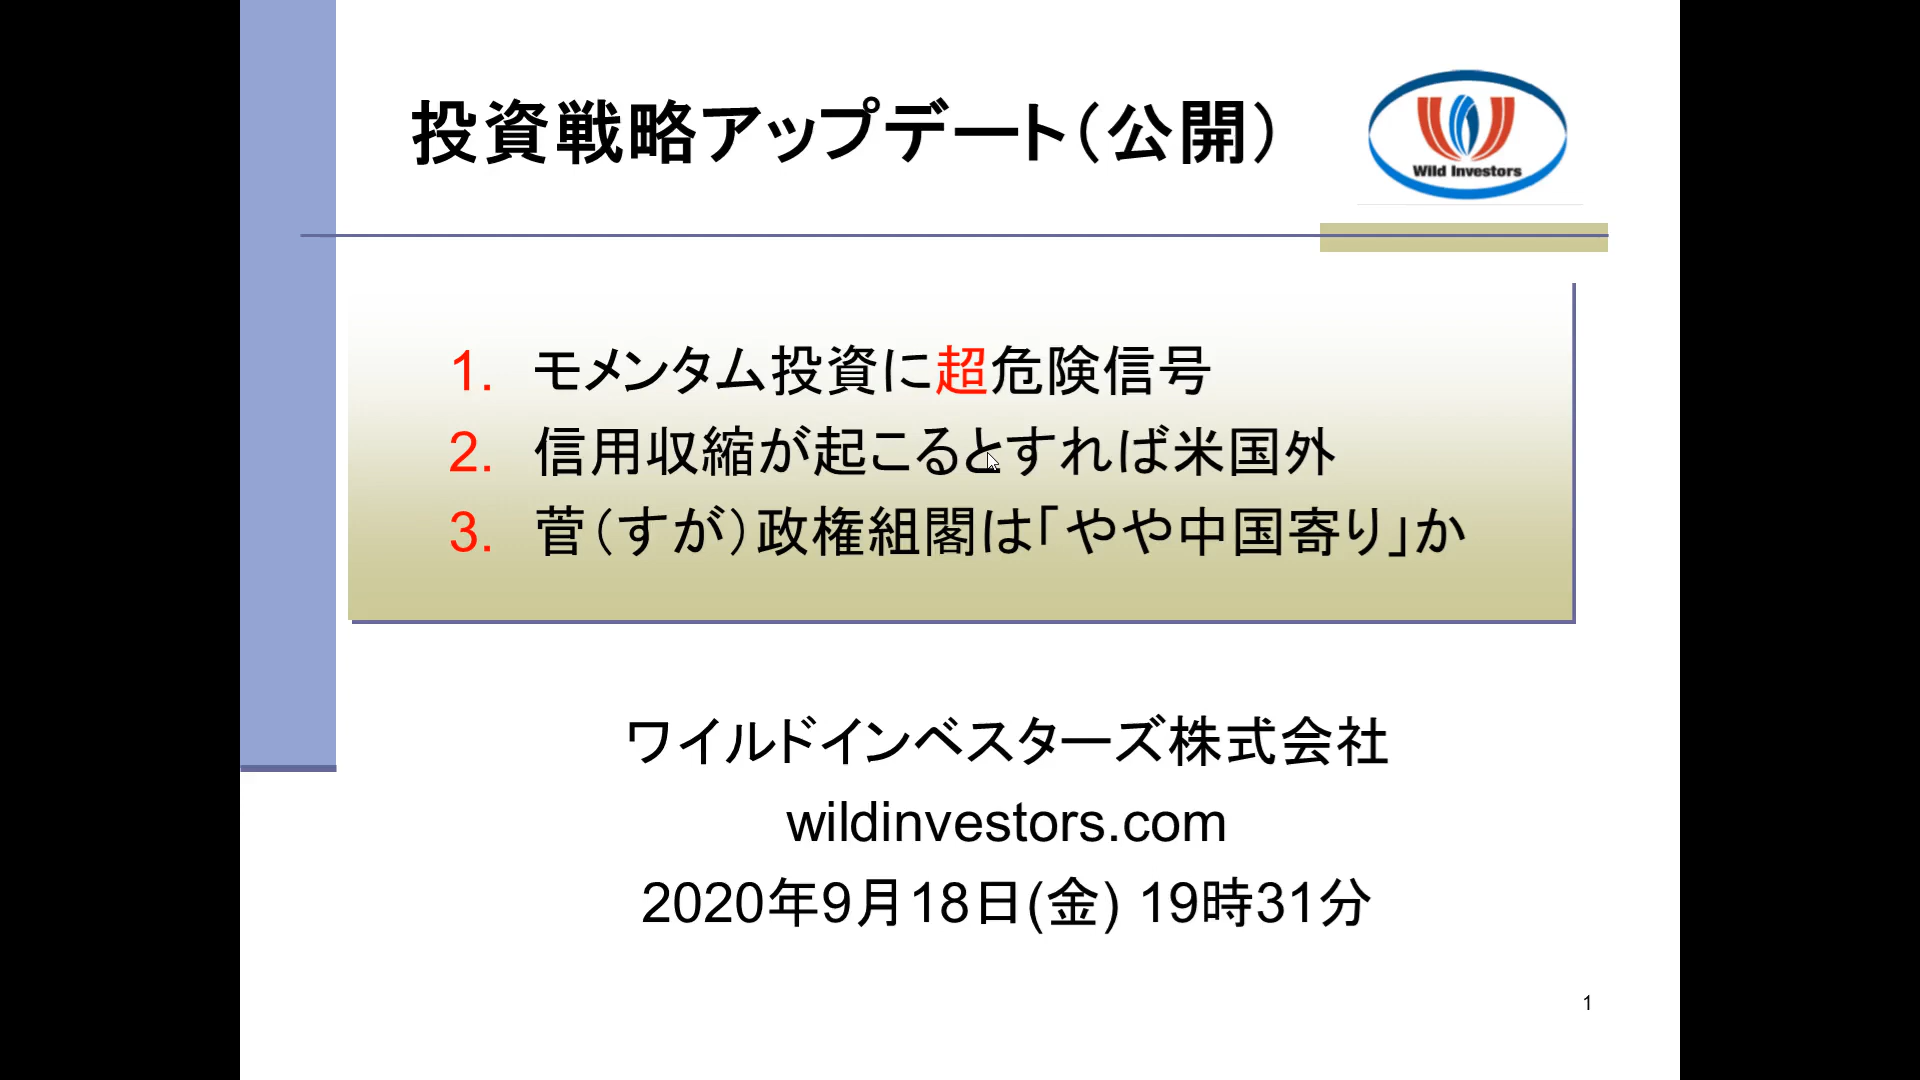 投資戦略アップデート（公開）
Wild Investors
1. モメンタム投資に超危険信号
2. 信用収縮が起こるとすれば米国外
3. 菅（すが）政権組閣は「やや中国寄り」か
ワイルドインベスターズ株式会社
wildinvestors.com
2020年9月18日(金) 19時31分
1